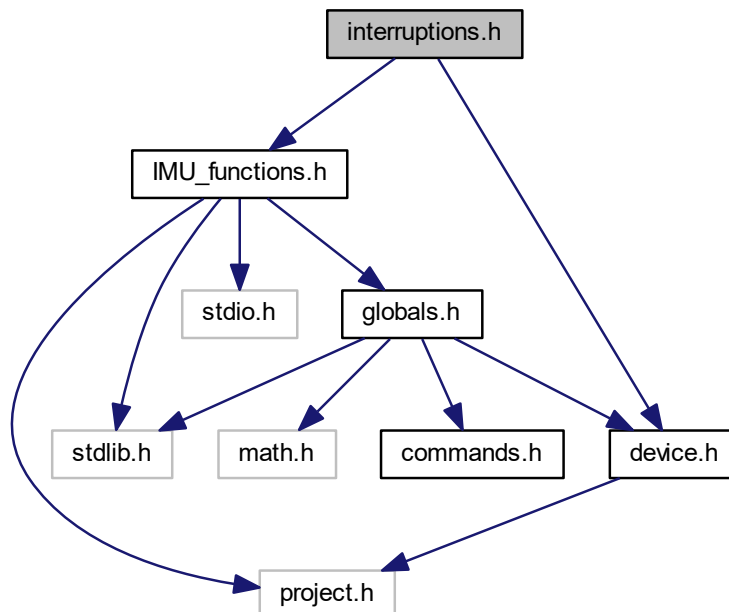 interruptions.h
IMU_functions.h
stdio.h
globals.h
stdlib.h
math.h
commands.h
device.h
project.h